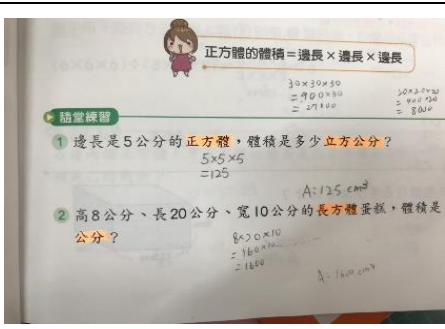 正方體的體積=邊長×邊長×邊長
30×30×30
=900×30
=27000
20×20×20
=400×20
=8000
隨堂練習
1 邊長是5公分的正方體，體積是多少立方公分？
5×5×5
=125
A:125 cm³
2 高8公分、長20公分、寬10公分的長方體蛋糕，體積是
公分？
8×20×10
=160×10
=1600
A=1600 cm³